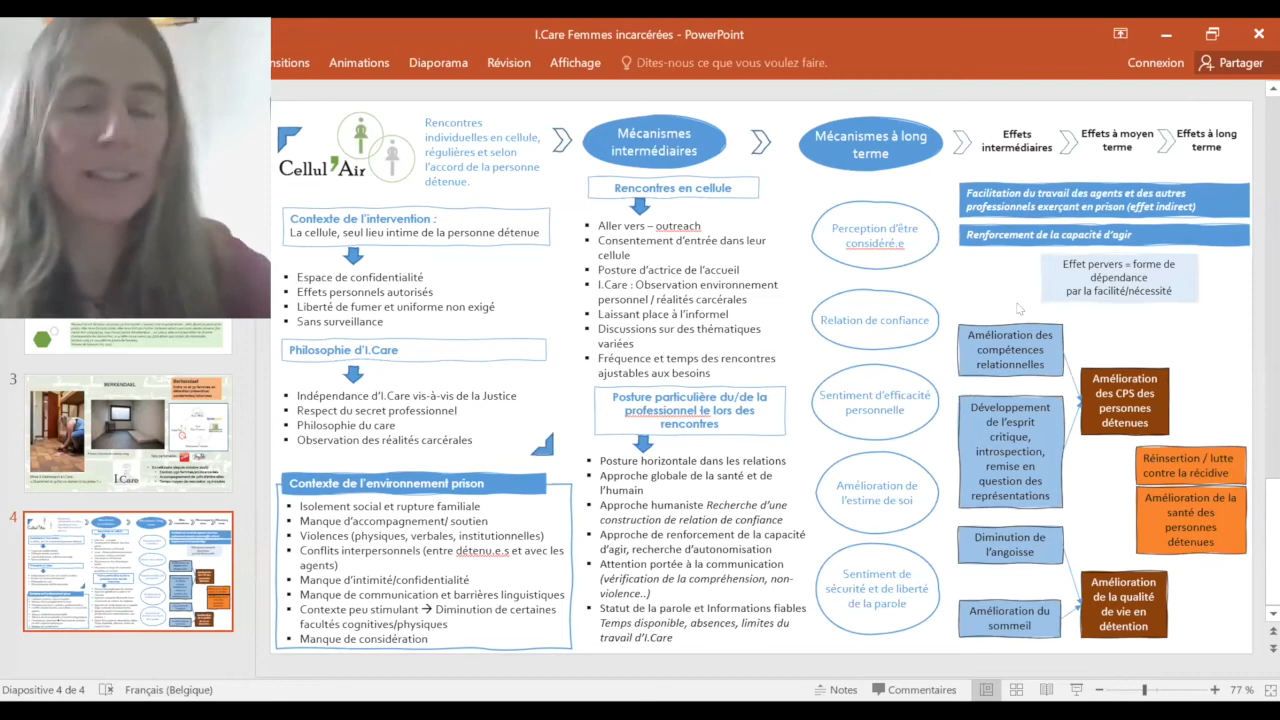 I.Care Femmes incarcérées - PowerPoint
nsitions
Animations
Diaporama
Révision
Affichage
Dites-nous ce que vous voulez faire.
Connexion
Partager
Cellul'Air
Rencontres
individuelles en cellule,
régulières et selon
l'accord de la personne
détenue.
Contexte de l'intervention :
La cellule, seul lieu intime de la personne détenue
Espace de confidentialité
Effets personnels autorisés
Liberté de fumer et uniforme non exigé
Sans surveillance
Philosophie d'I.Care
Indépendance d'I.Care vis-à-vis de la Justice
Respect du secret professionnel
Philosophie du care
Observation des réalités carcérales
Contexte de l'environnement prison
Isolement social et rupture familiale
Manque d'accompagnement/ soutien
Violences (physiques, verbales, institutionnelles)
Conflits interpersonnels (entre détenu.es et avec les
agents)
Manque d'intimité/confidentialité
Manque de communication et barrière linguistique
Contexte peu stimulant → Diminution de certaines
facultés cognitives/physiques
Manque de considération
Mécanismes
intermédiaires
Rencontres en cellule
Aller vers – outreach
Consentement d'entrée dans leur
cellule
Posture d'actrice de l'accueil
I.Care : Observation environnement
personnel / réalités carcérales
Laissant place à l'informel
Discussions sur des thématiques
variées
Fréquence et temps des rencontres
ajustables aux besoins
Posture particulière du/de la
professionnel·le lors des
rencontres
Posture horizontale dans les relations
Approche globale de la santé et de
l'humain
Approche humaniste Recherche d'une
construction de relation de confiance
Approche de renforcement de la capacité
d'agir, recherche d'autonomisation
Attention portée à la communication
(vérification de la compréhension, non-
violence..)
Statut de la parole et Informations fiables
Temps disponible, absences, limites du
travail d'I.Care
Mécanismes à long
terme
Perception d'être
considéré.e
Relation de confiance
Sentiment d'efficacité
personnelle
Amélioration de
l'estime de soi
Sentiment de
sécurité et de liberté
de la parole
Effets
intermédiaires
Effets à moyen
terme
Effets à long
terme
Facilitation du travail des agents et des autres
professionnels exerçant en prison (effet indirect)
Renforcement de la capacité d'agir
Effet pervers = forme de
dépendance
par la facilité/nécessité
Amélioration des
compétences
relationnelles
Développement
de l'esprit
critique,
introspection,
remise en
question des
représentations
Diminution de
l'angoisse
Amélioration du
sommeil
Amélioration
des CPS des
personnes
détenues
Amélioration
de la qualité
de vie en
détention
Réinsertion / lutte
contre la récidive
Amélioration de la
santé des
personnes
détenues
3
BERKENDAEL
Berkendael
I.Care
4
Diapositive 4 de 4
Français (Belgique)
Notes
Commentaires
77 %